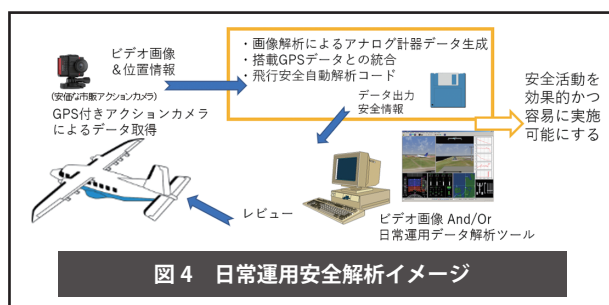 ビデオ画像
＆位置情報
(安価な市販アクションカメラ)
GPS付きアクションカメラ
によるデータ取得
・画像解析によるアナログ計器データ生成
・搭載GPSデータとの統合
・飛行安全自動解析コード
データ出力
安全情報
安全活動を
効果的かつ
容易に実施
可能にする
レビュー
ビデオ画像 And/Or
日常運用データ解析ツール
図 4　日常運用安全解析イメージ